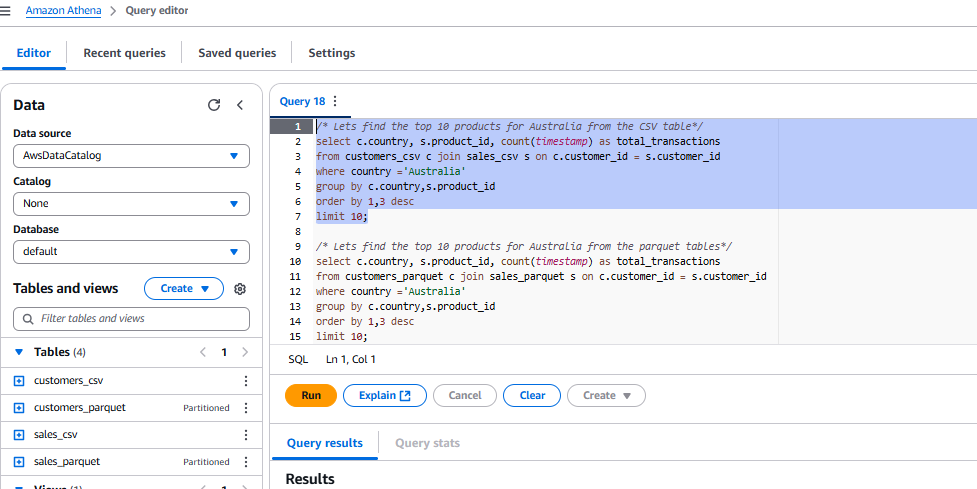 Amazon Athena > Query editor
Editor
Recent queries
Saved queries
Settings
Data
Data source
AwsDataCatalog
Catalog
None
Database
default
Tables and views
Create
Filter tables and views
Tables (4)
< 1 >
customers_csv
customers_parquet Partitioned
sales_csv
sales_parquet Partitioned
Query 18
1 /* Lets find the top 10 products for Australia from the CSV table*/
2 select c.country, s.product_id, count(timestamp) as total_transactions
3 from customers_csv c join sales_csv s on c.customer_id = s.customer_id
4 where country ='Australia'
5 group by c.country,s.product_id
6 order by 1,3 desc
7 limit 10;
8
9 /* Lets find the top 10 products for Australia from the parquet tables*/
10 select c.country, s.product_id, count(timestamp) as total_transactions
11 from customers_parquet c join sales_parquet s on c.customer_id = s.customer_id
12 where country ='Australia'
13 group by c.country,s.product_id
14 order by 1,3 desc
15 limit 10;
SQL Ln 1, Col 1
Run
Explain
Cancel
Clear
Create
Query results
Query stats
Results